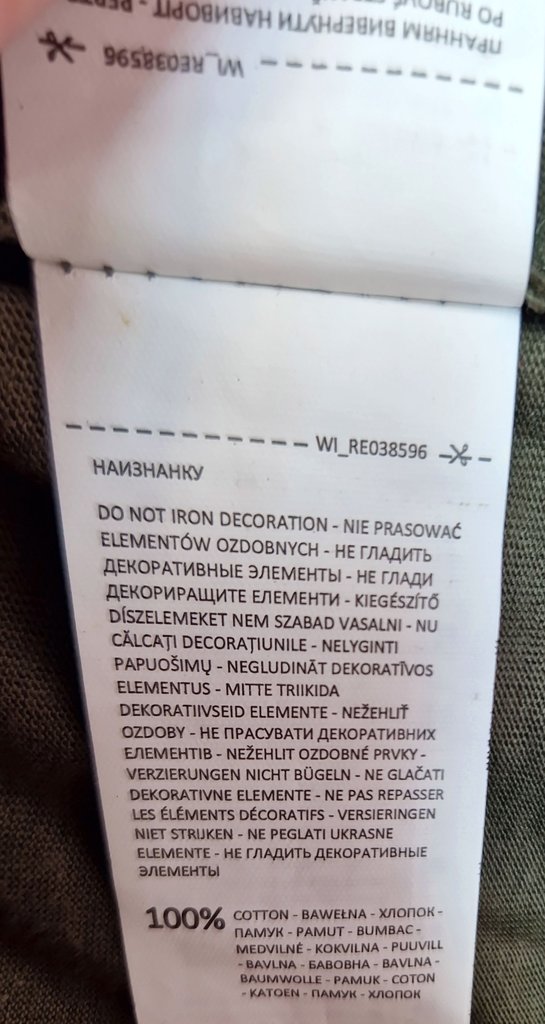 PO RUBOVÉ
ПРАННЯМ ВИВЕРНУТИ НАВИВОРІТ -
WI_RE038596
WI_RE038596
НАИЗНАНКУ
DO NOT IRON DECORATION - NIE PRASOWAĆ
ELEMENTÓW OZDOBNYCH - НЕ ГЛАДИТЬ
ДЕКОРАТИВНЫЕ ЭЛЕМЕНТЫ - НЕ ГЛАДИ
ДЕКОРИРАЩИТЕ ЕЛЕМЕНТИ - KIEGÉSZÍTŐ
DÍSZELEMEKET NEM SZABAD VASALNI - NU
CĂLCAȚI DECORAȚIUNILE - NELYGINTI
PAPUOŠIMŲ - NEGLUDINĀT DEKORATĪVOS
ELEMENTUS - MITTE TRIIKIDA
DEKORATIIVSEID ELEMENTE - NEŽEHLIŤ
OZDOBY - НЕ ПРАСУВАТИ ДЕКОРАТИВНИХ
ЕЛЕМЕНТІВ - NEŽEHLIT OZDOBNÉ PRVKY -
VERZIERUNGEN NICHT BÜGELN - NE GLAČATI
DEKORATIVNE ELEMENTE - NE PAS REPASSER
LES ÉLÉMENTS DÉCORATIFS - VERSIERINGEN
NIET STRIJKEN - NE PEGLATI UKRASNE
ELEMENTE - НЕ ГЛАДИТЬ ДЕКОРАТИВНЫЕ
ЭЛЕМЕНТЫ
100% COTTON - BAWEŁNA - ХЛОПОК -
ПАМУК - PAMUT - BUMBAC -
MEDVILNĖ - KOKVILNA - PUUVILL
- BAVLNA - БАВОВНА - BAVLNA -
BAUMWOLLE - PAMUK - COTON
- KATOEN - ПАМУК - ХЛОПОК